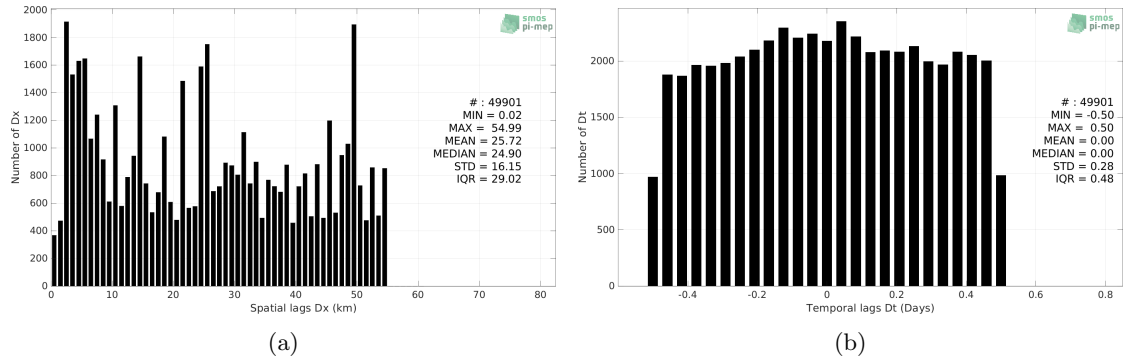 2000
1800
1600
1400
1200
1000
800
600
400
200
0
Number of Dx
smos
pi-mep
# : 49901
MIN = 0.02
MAX = 54.99
MEAN = 25.72
MEDIAN = 24.90
STD = 16.15
IQR = 29.02
0 10 20 30 40 50 60 70 80
Spatial lags Dx (km)
(a)
2000
1500
1000
500
0
Number of Dt
smos
pi-mep
# : 49901
MIN = -0.50
MAX = 0.50
MEAN = 0.00
MEDIAN = 0.00
STD = 0.28
IQR = 0.48
-0.4 -0.2 0 0.2 0.4 0.6 0.8
Temporal lags Dt (Days)
(b)